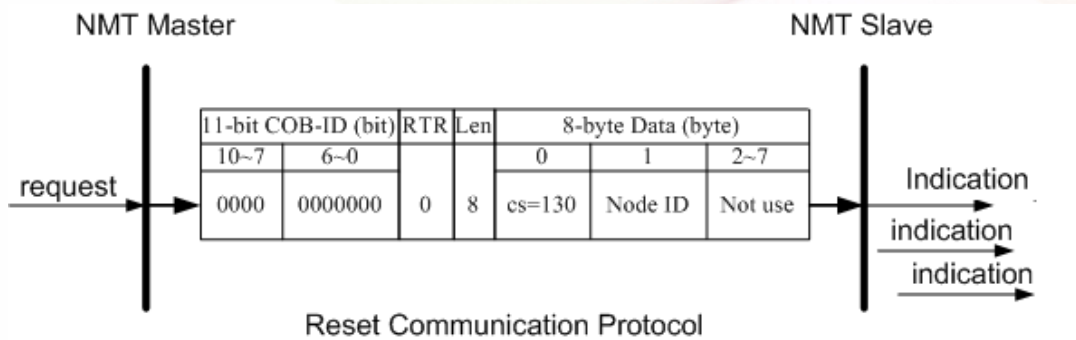 NMT Master NMT Slave
11-bit COB-ID (bit) RTR Len 8-byte Data (byte)
10~7 6~0 0 1 2~7
request 0000 0000000 0 8 cs=130 Node ID Not use Indication
indication
indication
Reset Communication Protocol